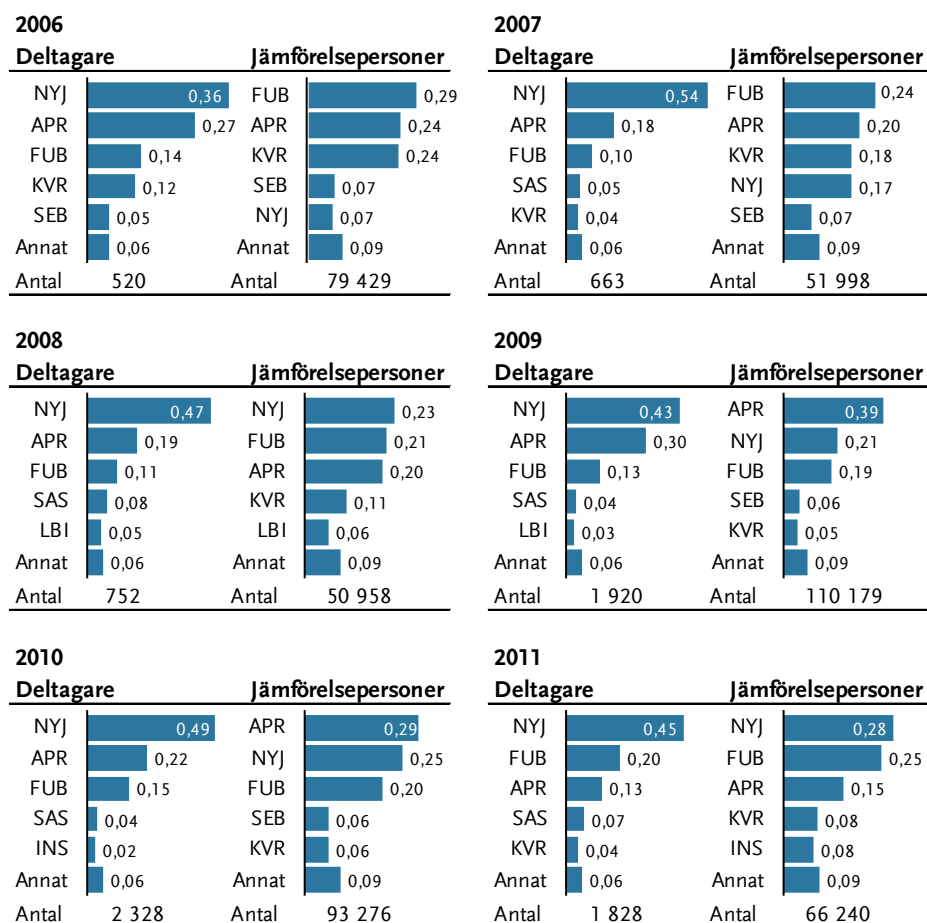 2006
Deltagare Jämförelsepersoner
NYJ 0,36 FUB 0,29
APR 0,27 APR 0,24
FUB 0,14 KVR 0,24
KVR 0,12 SEB 0,07
SEB 0,05 NYJ 0,07
Annat 0,06 Annat 0,09
Antal 520 Antal 79 429
2007
Deltagare Jämförelsepersoner
NYJ 0,54 FUB 0,24
APR 0,18 APR 0,20
FUB 0,10 KVR 0,18
SAS 0,05 NYJ 0,17
KVR 0,04 SEB 0,07
Annat 0,06 Annat 0,09
Antal 663 Antal 51 998
2008
Deltagare Jämförelsepersoner
NYJ 0,47 NYJ 0,23
APR 0,19 FUB 0,21
FUB 0,11 APR 0,20
SAS 0,08 KVR 0,11
LBI 0,05 LBI 0,06
Annat 0,06 Annat 0,09
Antal 752 Antal 50 958
2009
Deltagare Jämförelsepersoner
NYJ 0,43 APR 0,39
APR 0,30 NYJ 0,21
FUB 0,13 FUB 0,19
SAS 0,04 SEB 0,06
LBI 0,03 KVR 0,05
Annat 0,06 Annat 0,09
Antal 1 920 Antal 110 179
2010
Deltagare Jämförelsepersoner
NYJ 0,49 APR 0,29
APR 0,22 NYJ 0,25
FUB 0,15 FUB 0,20
SAS 0,04 SEB 0,06
INS 0,02 KVR 0,06
Annat 0,06 Annat 0,09
Antal 2 328 Antal 93 276
2011
Deltagare Jämförelsepersoner
NYJ 0,45 NYJ 0,28
FUB 0,20 FUB 0,25
APR 0,13 APR 0,15
SAS 0,07 KVR 0,08
KVR 0,04 INS 0,08
Annat 0,06 Annat 0,09
Antal 1 828 Antal 66 240